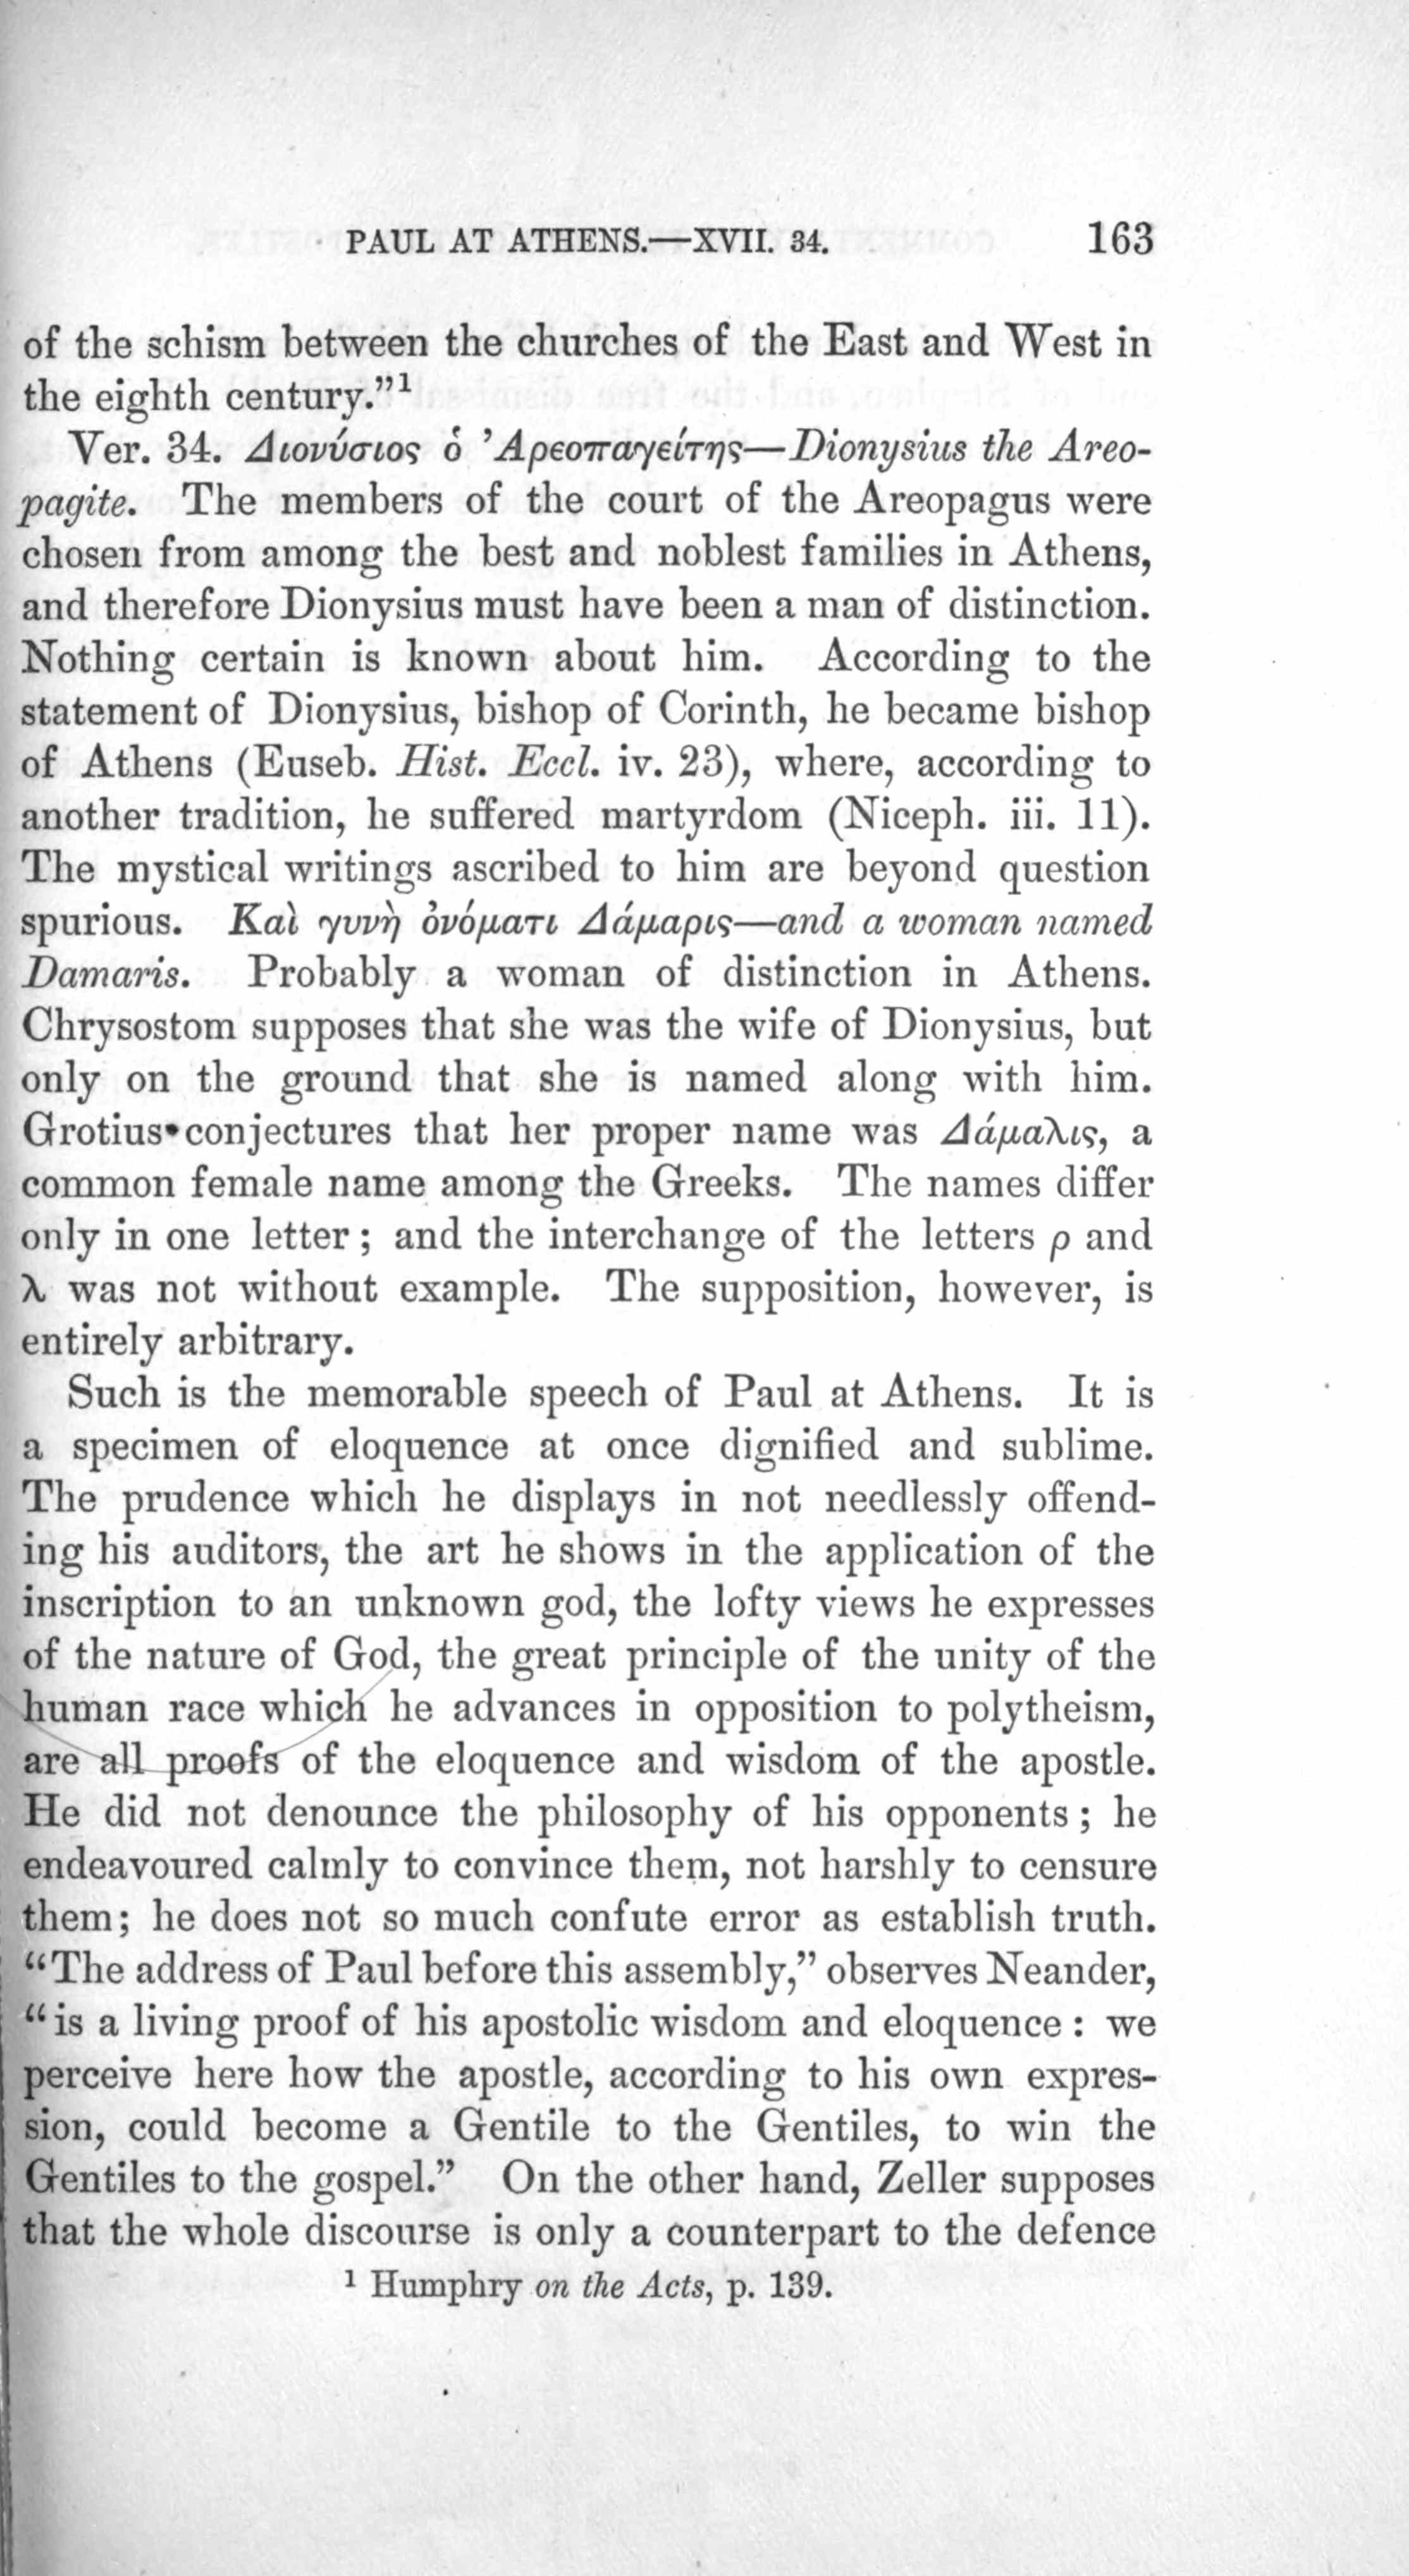 PAUL AT ATHENS.—XVII. 34. 163
of the schism between the churches of the East and West in
the eighth century."¹
Ver. 34. Διονύσιος ὁ Ἀρεοπαγείτης—Dionysius the Areo-
pagite. The members of the court of the Areopagus were
chosen from among the best and noblest families in Athens,
and therefore Dionysius must have been a man of distinction.
Nothing certain is known about him. According to the
statement of Dionysius, bishop of Corinth, he became bishop
of Athens (Euseb. Hist. Eccl. iv. 23), where, according to
another tradition, he suffered martyrdom (Niceph. iii. 11).
The mystical writings ascribed to him are beyond question
spurious. Καὶ γυνὴ ὀνόματι Δάμαρις—and a woman named
Damaris. Probably a woman of distinction in Athens.
Chrysostom supposes that she was the wife of Dionysius, but
only on the ground that she is named along with him.
Grotius conjectures that her proper name was Δάμαλις, a
common female name among the Greeks. The names differ
only in one letter; and the interchange of the letters ρ and
λ was not without example. The supposition, however, is
entirely arbitrary.
Such is the memorable speech of Paul at Athens. It is
a specimen of eloquence at once dignified and sublime.
The prudence which he displays in not needlessly offend-
ing his auditors, the art he shows in the application of the
inscription to an unknown god, the lofty views he expresses
of the nature of God, the great principle of the unity of the
human race which he advances in opposition to polytheism,
are all proofs of the eloquence and wisdom of the apostle.
He did not denounce the philosophy of his opponents; he
endeavoured calmly to convince them, not harshly to censure
them; he does not so much confute error as establish truth.
"The address of Paul before this assembly," observes Neander,
"is a living proof of his apostolic wisdom and eloquence: we
perceive here how the apostle, according to his own expres-
sion, could become a Gentile to the Gentiles, to win the
Gentiles to the gospel." On the other hand, Zeller supposes
that the whole discourse is only a counterpart to the defence
¹ Humphry on the Acts, p. 139.